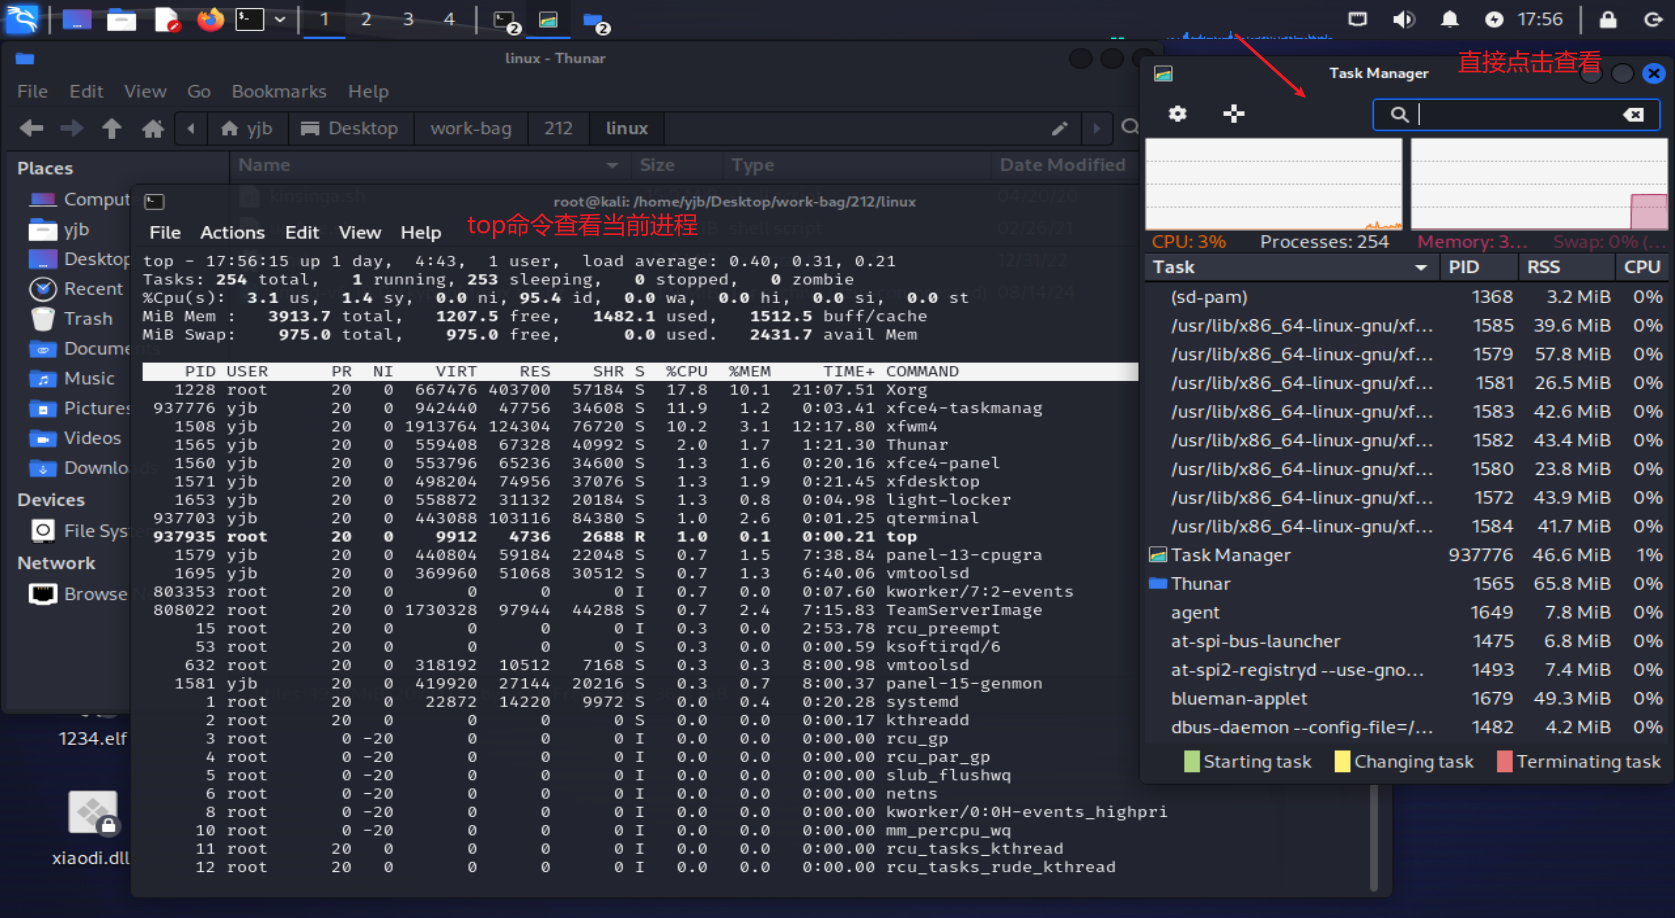 1 2 3 4 2 2 17:56
linux - Thunar
File Edit View Go Bookmarks Help
yjb Desktop work-bag 212 linux
Places
Comput
yjb
Desktop
Recent
Trash
Docume
Music
Pictures
Videos
Downloads
Devices
File Sys
Network
Browse
Name Size Type Date Modified
root@kali: /home/yjb/Desktop/work-bag/212/linux
File Actions Edit View Help
top命令查看当前进程
top - 17:56:15 up 1 day, 4:43, 1 user, load average: 0.40, 0.31, 0.21
Tasks: 254 total, 1 running, 253 sleeping, 0 stopped, 0 zombie
%Cpu(s): 3.1 us, 1.4 sy, 0.0 ni, 95.4 id, 0.0 wa, 0.0 hi, 0.0 si, 0.0 st
MiB Mem : 3913.7 total, 1207.5 free, 1482.1 used, 1512.5 buff/cache
MiB Swap: 975.0 total, 975.0 free, 0.0 used. 2431.7 avail Mem
PID USER PR NI VIRT RES SHR S %CPU %MEM TIME+ COMMAND
1228 root 20 0 667476 403700 57184 S 17.8 10.1 21:07.51 Xorg
937776 yjb 20 0 942440 47756 34608 S 11.9 1.2 0:03.41 xfce4-taskmanag
1508 yjb 20 0 1913764 124304 76720 S 10.2 3.1 12:17.80 xfwm4
1565 yjb 20 0 559408 67328 40992 S 2.0 1.7 1:21.30 Thunar
1560 yjb 20 0 553796 65236 34600 S 1.3 1.6 0:20.16 xfce4-panel
1571 yjb 20 0 498204 74956 37076 S 1.3 1.9 0:21.45 xfdesktop
1653 yjb 20 0 558872 31132 20184 S 1.3 0.8 0:04.98 light-locker
937703 yjb 20 0 443088 103116 84380 S 1.0 2.6 0:01.25 qterminal
937935 root 20 0 9912 4736 2688 R 1.0 0.1 0:00.21 top
1579 yjb 20 0 440804 59184 22048 S 0.7 1.5 7:38.84 panel-13-cpugra
1695 yjb 20 0 369960 51068 30512 S 0.7 1.3 6:40.06 vmtoolsd
803353 root 20 0 0 0 0 I 0.7 0.0 0:07.60 kworker/7:2-events
808022 root 20 0 1730328 97944 44288 S 0.7 2.4 7:15.83 TeamServerImage
15 root 20 0 0 0 0 I 0.3 0.0 2:53.78 rcu_preempt
53 root 20 0 0 0 0 S 0.3 0.0 0:00.59 ksoftirqd/6
632 root 20 0 318192 10512 7168 S 0.3 0.3 8:00.98 vmtoolsd
1581 yjb 20 0 419920 27144 20216 S 0.3 0.7 8:00.37 panel-15-genmon
1 root 20 0 22872 14220 9972 S 0.0 0.4 0:20.28 systemd
2 root 20 0 0 0 0 S 0.0 0.0 0:00.17 kthreadd
3 root 0 -20 0 0 0 I 0.0 0.0 0:00.00 rcu_gp
4 root 0 -20 0 0 0 I 0.0 0.0 0:00.00 rcu_par_gp
5 root 0 -20 0 0 0 I 0.0 0.0 0:00.00 slub_flushwq
6 root 0 -20 0 0 0 I 0.0 0.0 0:00.00 netns
8 root 0 -20 0 0 0 I 0.0 0.0 0:00.00 kworker/0:0H-events_highpri
10 root 0 -20 0 0 0 I 0.0 0.0 0:00.00 mm_percpu_wq
11 root 20 0 0 0 0 I 0.0 0.0 0:00.00 rcu_tasks_kthread
12 root 20 0 0 0 0 I 0.0 0.0 0:00.00 rcu_tasks_rude_kthread
1234.elf
xiaodi.dll
直接点击查看
Task Manager
CPU: 3% Processes: 254 Memory: 3... Swap: 0% (...
Task PID RSS CPU
(sd-pam) 1368 3.2 MiB 0%
/usr/lib/x86_64-linux-gnu/xf... 1585 39.6 MiB 0%
/usr/lib/x86_64-linux-gnu/xf... 1579 57.8 MiB 0%
/usr/lib/x86_64-linux-gnu/xf... 1581 26.5 MiB 0%
/usr/lib/x86_64-linux-gnu/xf... 1583 42.6 MiB 0%
/usr/lib/x86_64-linux-gnu/xf... 1582 43.4 MiB 0%
/usr/lib/x86_64-linux-gnu/xf... 1580 23.8 MiB 0%
/usr/lib/x86_64-linux-gnu/xf... 1572 43.9 MiB 0%
/usr/lib/x86_64-linux-gnu/xf... 1584 41.7 MiB 0%
Task Manager 937776 46.6 MiB 1%
Thunar 1565 65.8 MiB 0%
agent 1649 7.8 MiB 0%
at-spi-bus-launcher 1475 6.8 MiB 0%
at-spi2-registryd --use-gno... 1493 7.4 MiB 0%
blueman-applet 1679 49.3 MiB 0%
dbus-daemon --config-file=/... 1482 4.2 MiB 0%
Starting task Changing task Terminating task